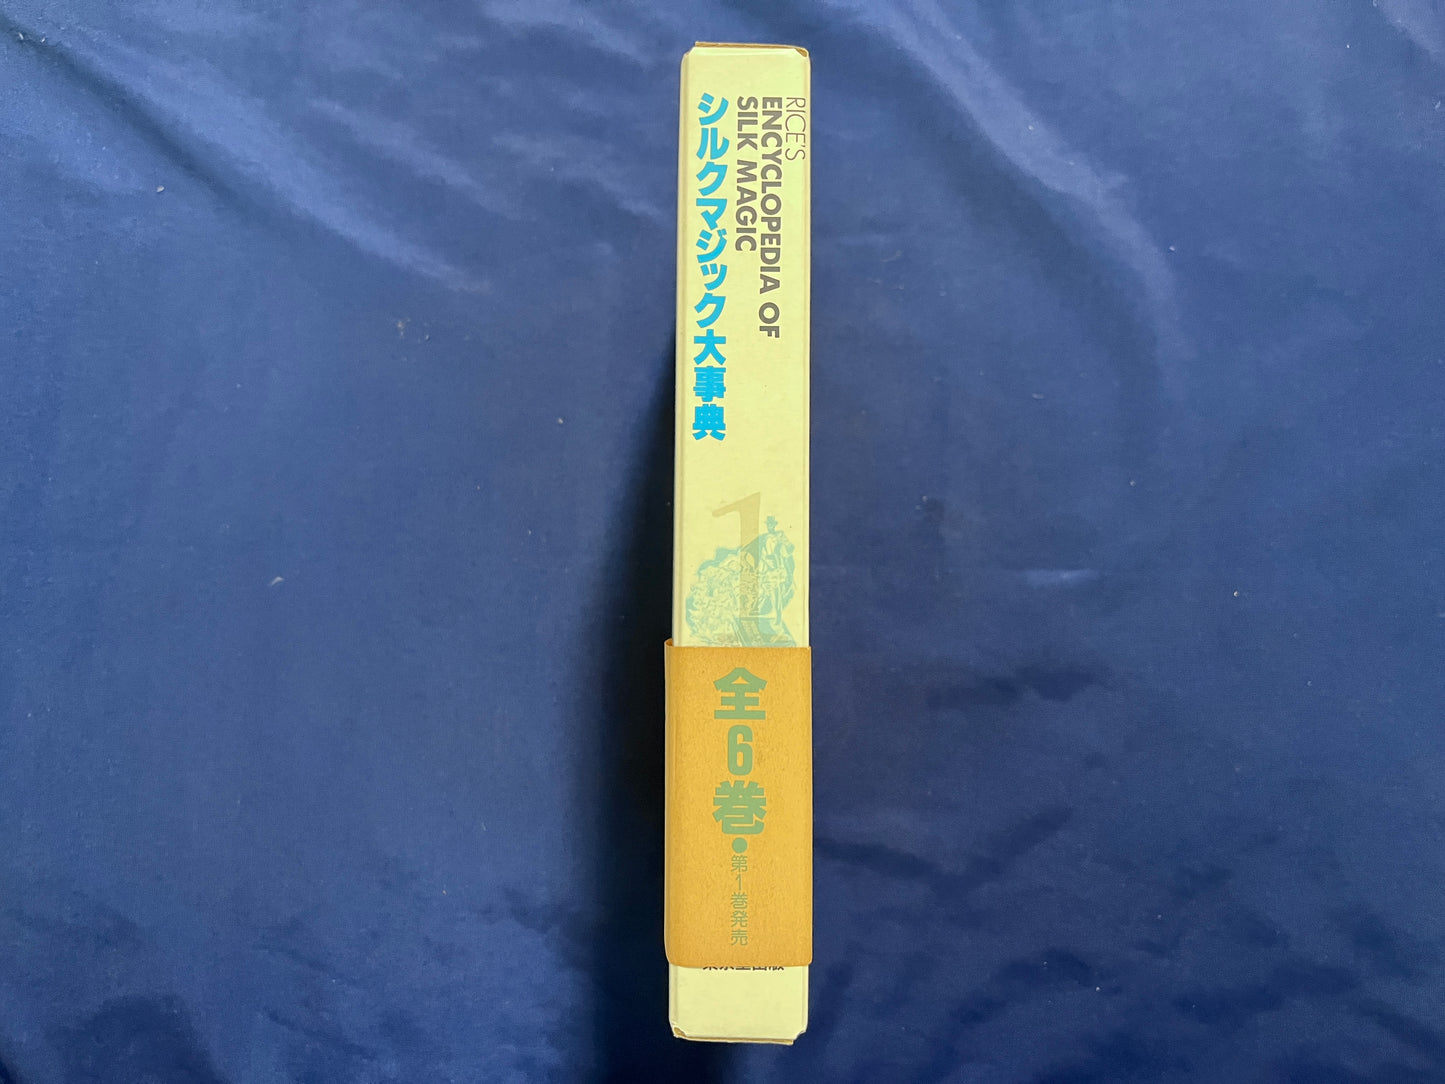 RICE'S
ENCYCLOPEDIA OF
SILK MAGIC
シルクマジック大事典
1
全6巻・
第1巻発売